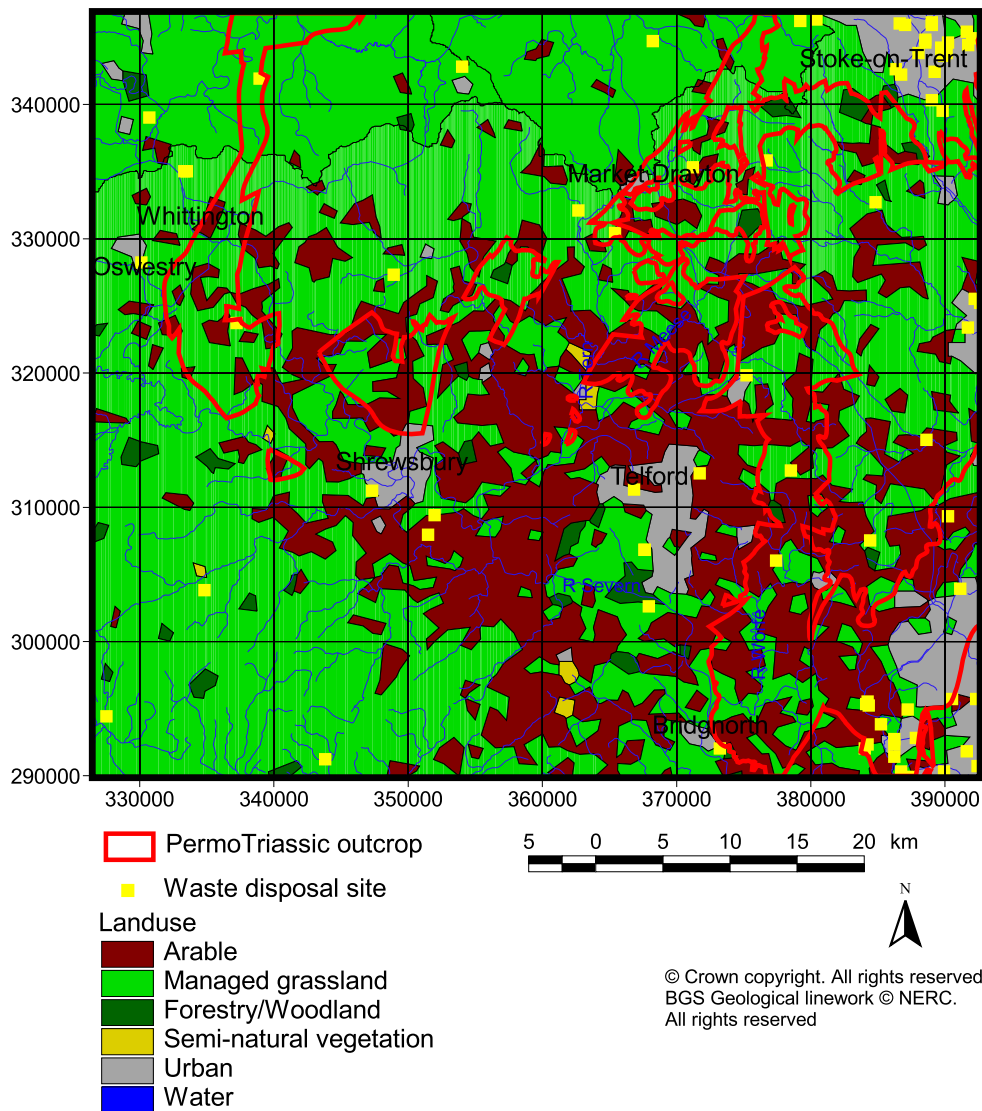 Stoke-on-Trent
340000
Market Drayton
Whittington
330000
Oswestry
320000
Shrewsbury
Telford
310000
R Severn
300000
R Worfe
Bridgnorth
290000
330000 340000 350000 360000 370000 380000 390000
PermoTriassic outcrop
5 0 5 10 15 20 km
Waste disposal site
N
Landuse
Arable
Managed grassland
Forestry/Woodland
Semi-natural vegetation
Urban
Water
© Crown copyright. All rights reserved
BGS Geological linework © NERC.
All rights reserved